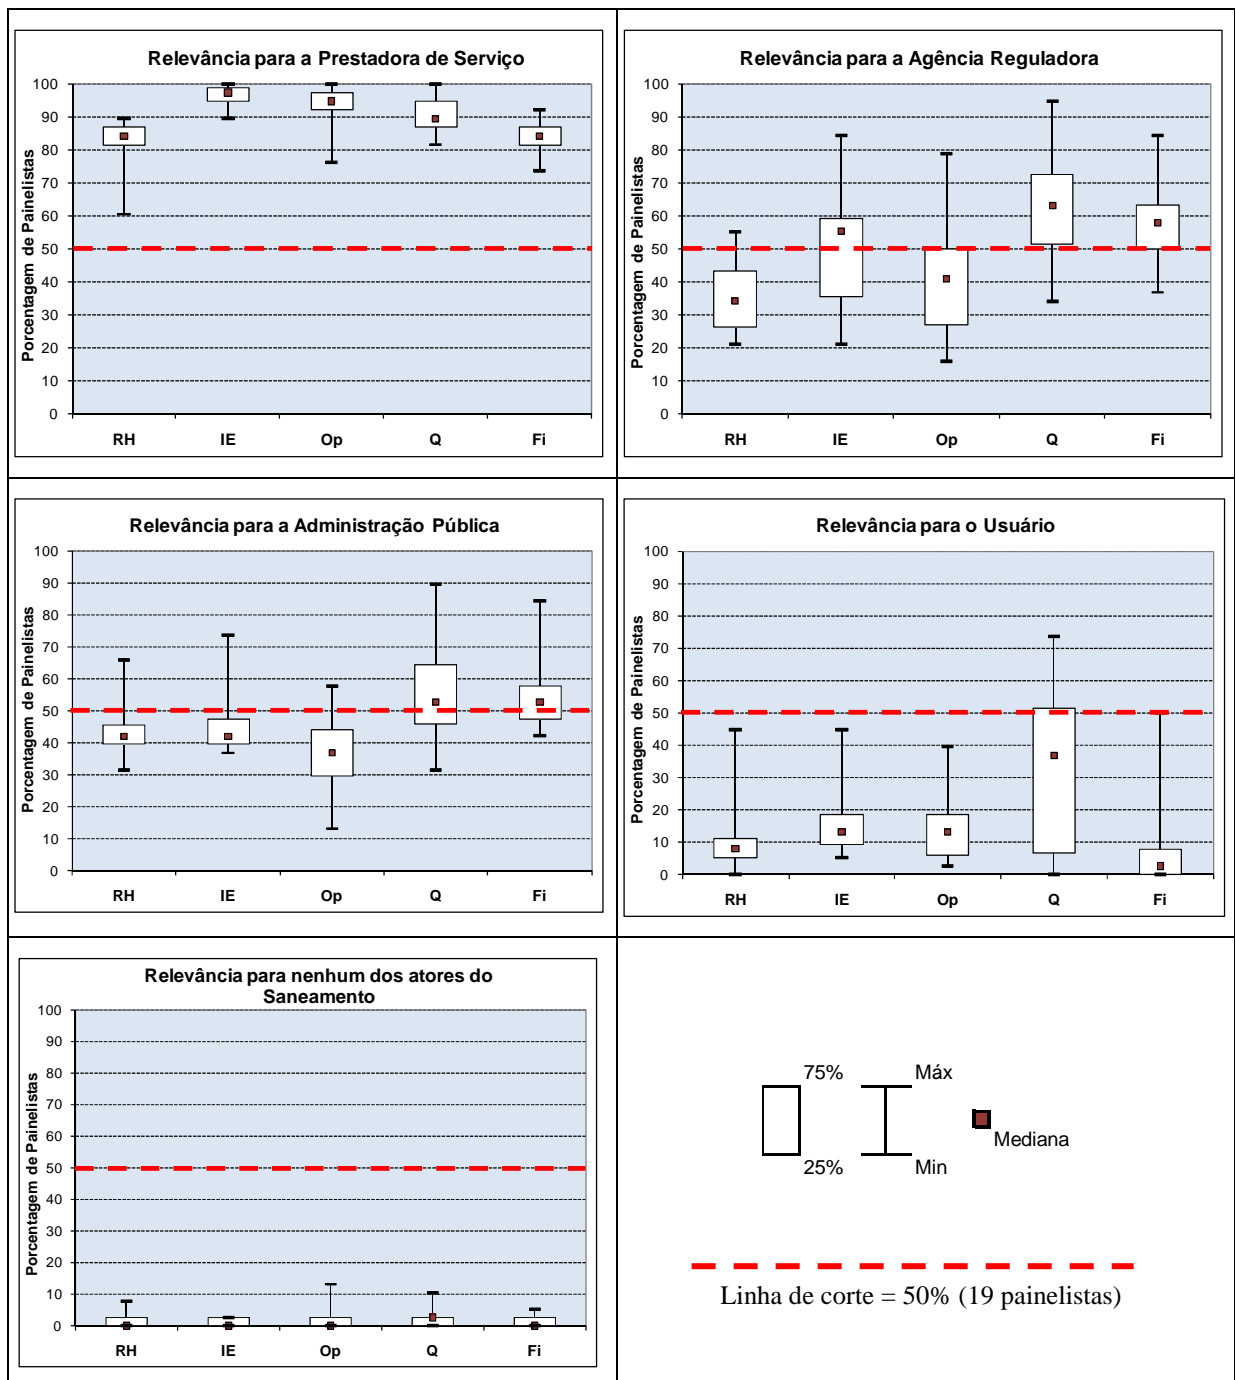 Relevância para a Prestadora de Serviço
Porcentagem de Painelistas
100
90
80
70
60
50
40
30
20
10
0
RH IE Op Q Fi
Relevância para a Agência Reguladora
Porcentagem de Painelistas
100
90
80
70
60
50
40
30
20
10
0
RH IE Op Q Fi
Relevância para a Administração Pública
Porcentagem de Painelistas
100
90
80
70
60
50
40
30
20
10
0
RH IE Op Q Fi
Relevância para o Usuário
Porcentagem de Painelistas
100
90
80
70
60
50
40
30
20
10
0
RH IE Op Q Fi
Relevância para nenhum dos atores do
Saneamento
Porcentagem de Painelistas
100
90
80
70
60
50
40
30
20
10
0
RH IE Op Q Fi
75% Máx
Mediana
25% Min
Linha de corte = 50% (19 painelistas)